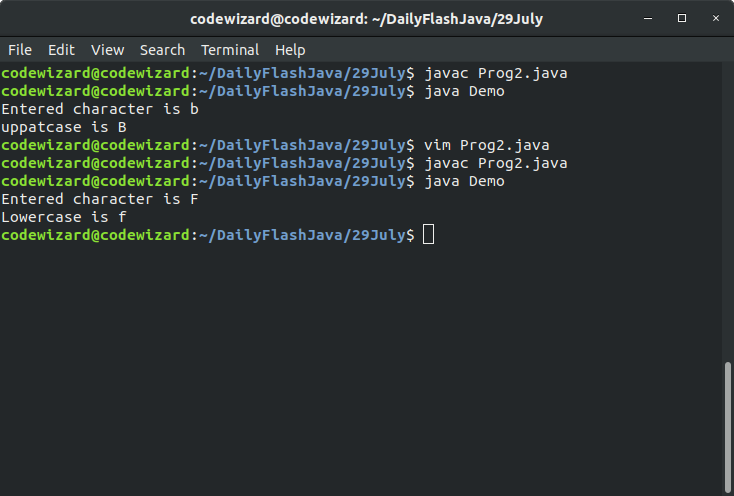 codewizard@codewizard: ~/DailyFlashJava/29July
File Edit View Search Terminal Help
codewizard@codewizard:~/DailyFlashJava/29July$ javac Prog2.java
codewizard@codewizard:~/DailyFlashJava/29July$ java Demo
Entered character is b
uppatcase is B
codewizard@codewizard:~/DailyFlashJava/29July$ vim Prog2.java
codewizard@codewizard:~/DailyFlashJava/29July$ javac Prog2.java
codewizard@codewizard:~/DailyFlashJava/29July$ java Demo
Entered character is F
Lowercase is f
codewizard@codewizard:~/DailyFlashJava/29July$